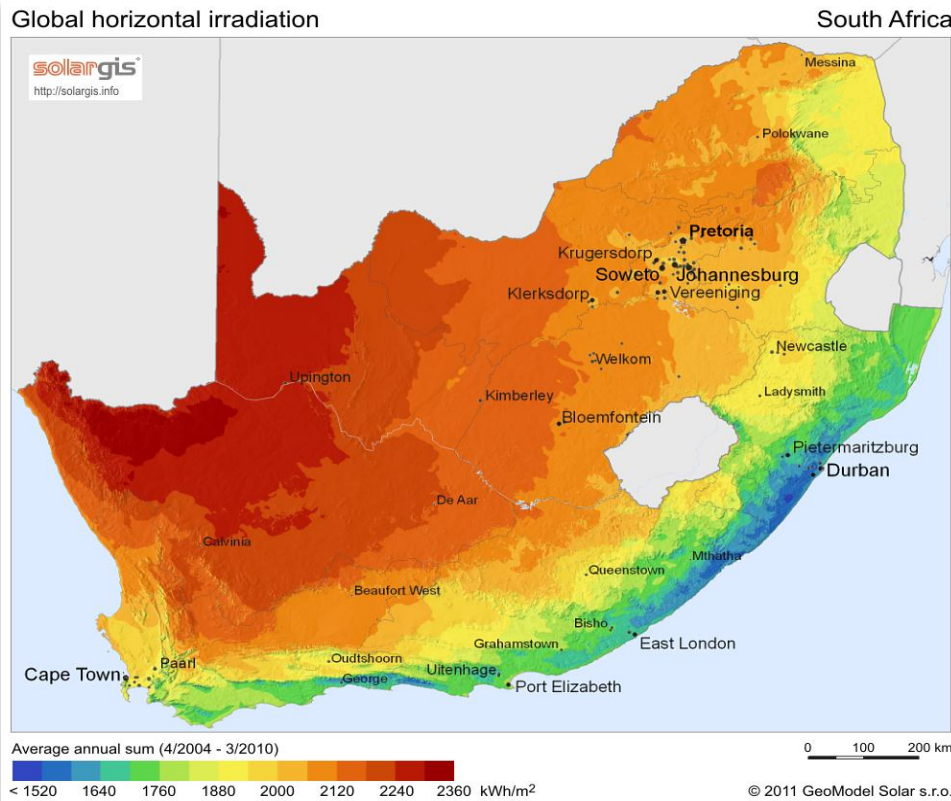 Global horizontal irradiation
South Africa
solargis
http://solargis.info
Messina
Polokwane
Pretoria
Krugersdorp
Soweto
Johannesburg
Klerksdorp
Vereeniging
Newcastle
Welkom
Upington
Kimberley
Ladysmith
Bloemfontein
Pietermaritzburg
Durban
De Aar
Calvinia
Mthatha
Queenstown
Beaufort West
Bisho
Grahamstown
East London
Oudtshoorn
Paarl
Uitenhage
Cape Town
George
Port Elizabeth
Average annual sum (4/2004 - 3/2010)
0 100 200 km
< 1520 1640 1760 1880 2000 2120 2240 2360 kWh/m²
© 2011 GeoModel Solar s.r.o.